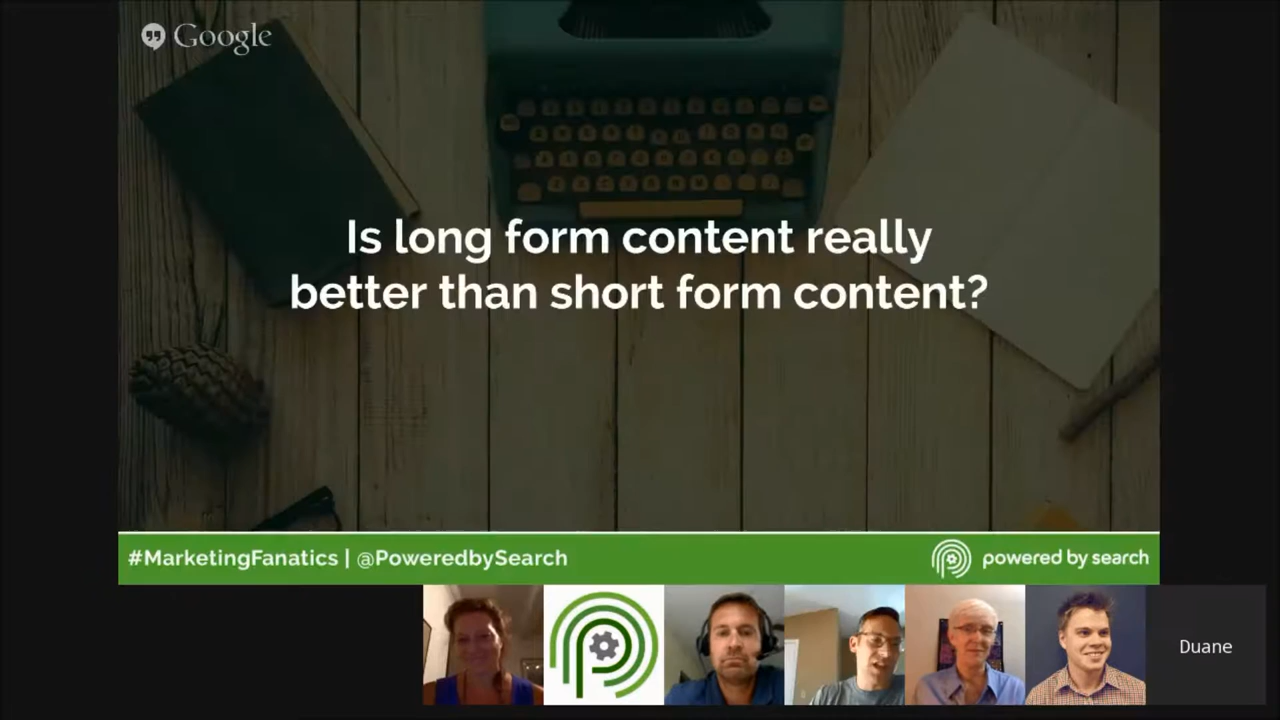 Google
Is long form content really
better than short form content?
#MarketingFanatics | @PoweredbySearch
powered by search
Duane